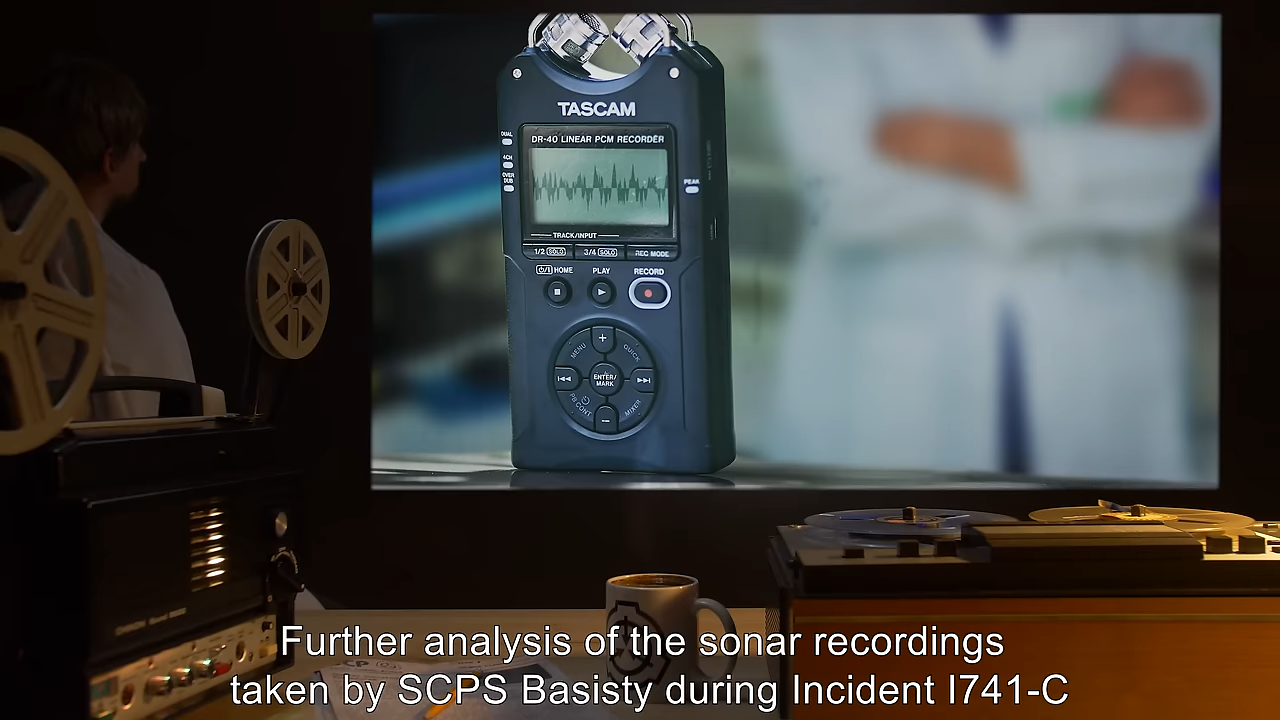 TASCAM
DR-40 LINEAR PCM RECORDER
DUAL
4CH
OVER DUB
PEAK
TRACK/INPUT
1/2 SOLO 3/4 SOLO REC MODE
HOME PLAY RECORD
MENU + QUICK
ENTER/
MARK
PB CONT − MIXER
Further analysis of the sonar recordings
taken by SCPS Basisty during Incident I741-C